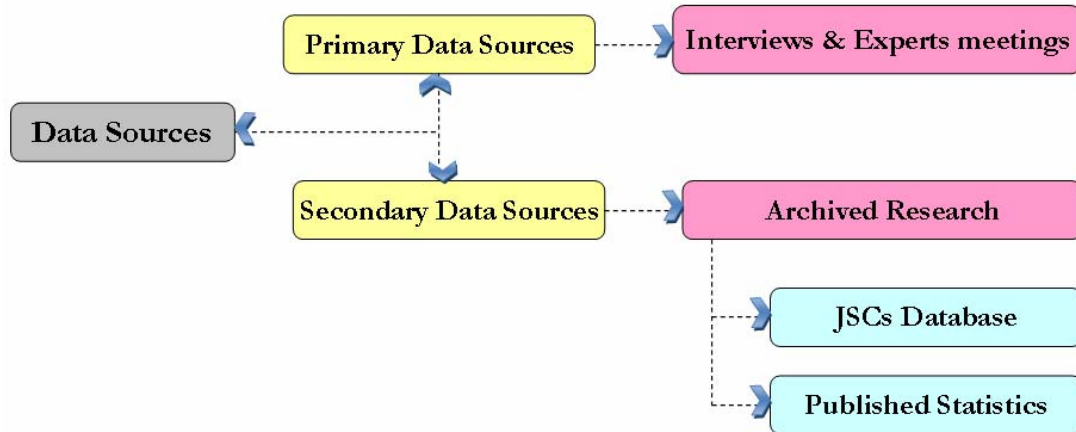 Primary Data Sources
Interviews & Experts meetings
Data Sources
Secondary Data Sources
Archived Research
JSCs Database
Published Statistics